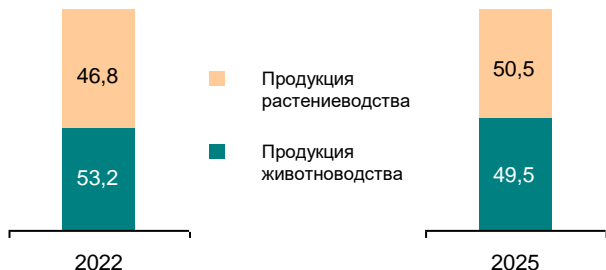 46,8
53,2
Продукция
растениеводства
Продукция
животноводства
50,5
49,5
2022
2025